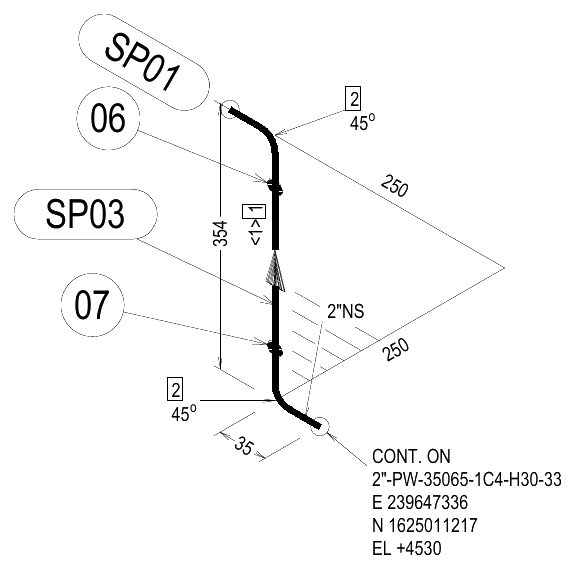 SP01
06
2
45°
250
SP03
<1> 1
354
07
2"NS
250
2
45°
35
CONT. ON
2"-PW-35065-1C4-H30-33
E 239647336
N 1625011217
EL +4530